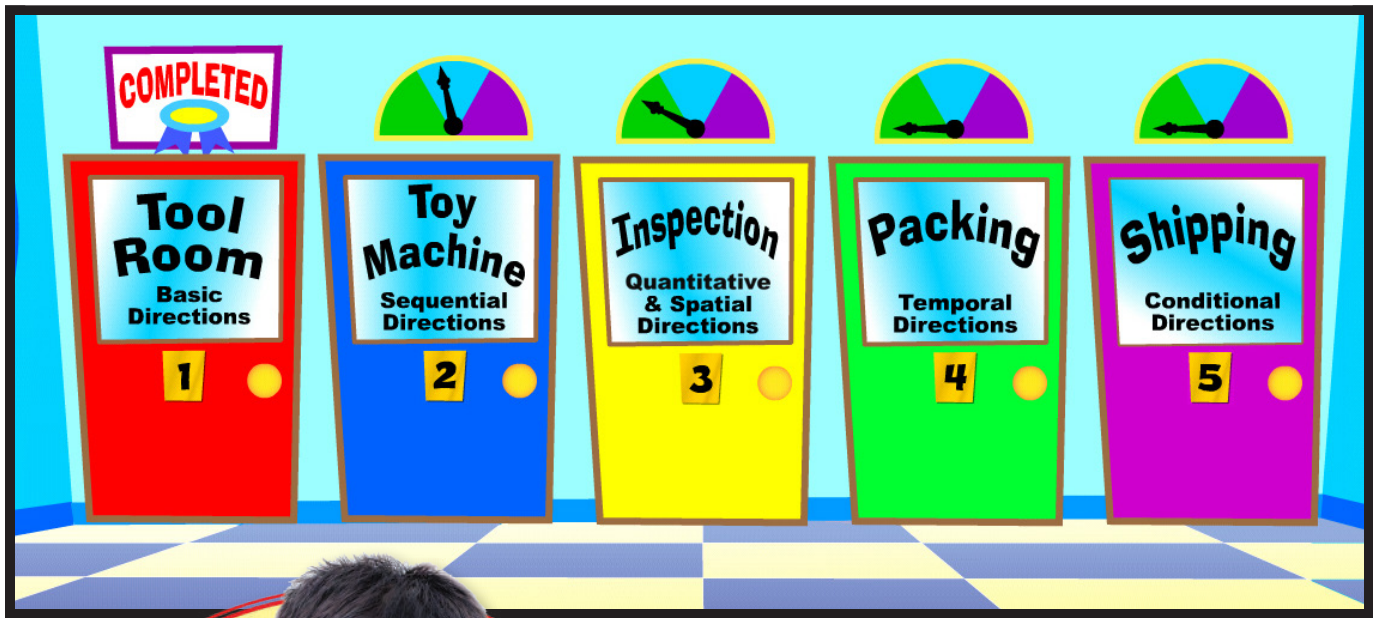 COMPLETED
Tool
Room
Basic
Directions
1
Toy
Machine
Sequential
Directions
2
Inspection
Quantitative
& Spatial
Directions
3
Packing
Temporal
Directions
4
Shipping
Conditional
Directions
5